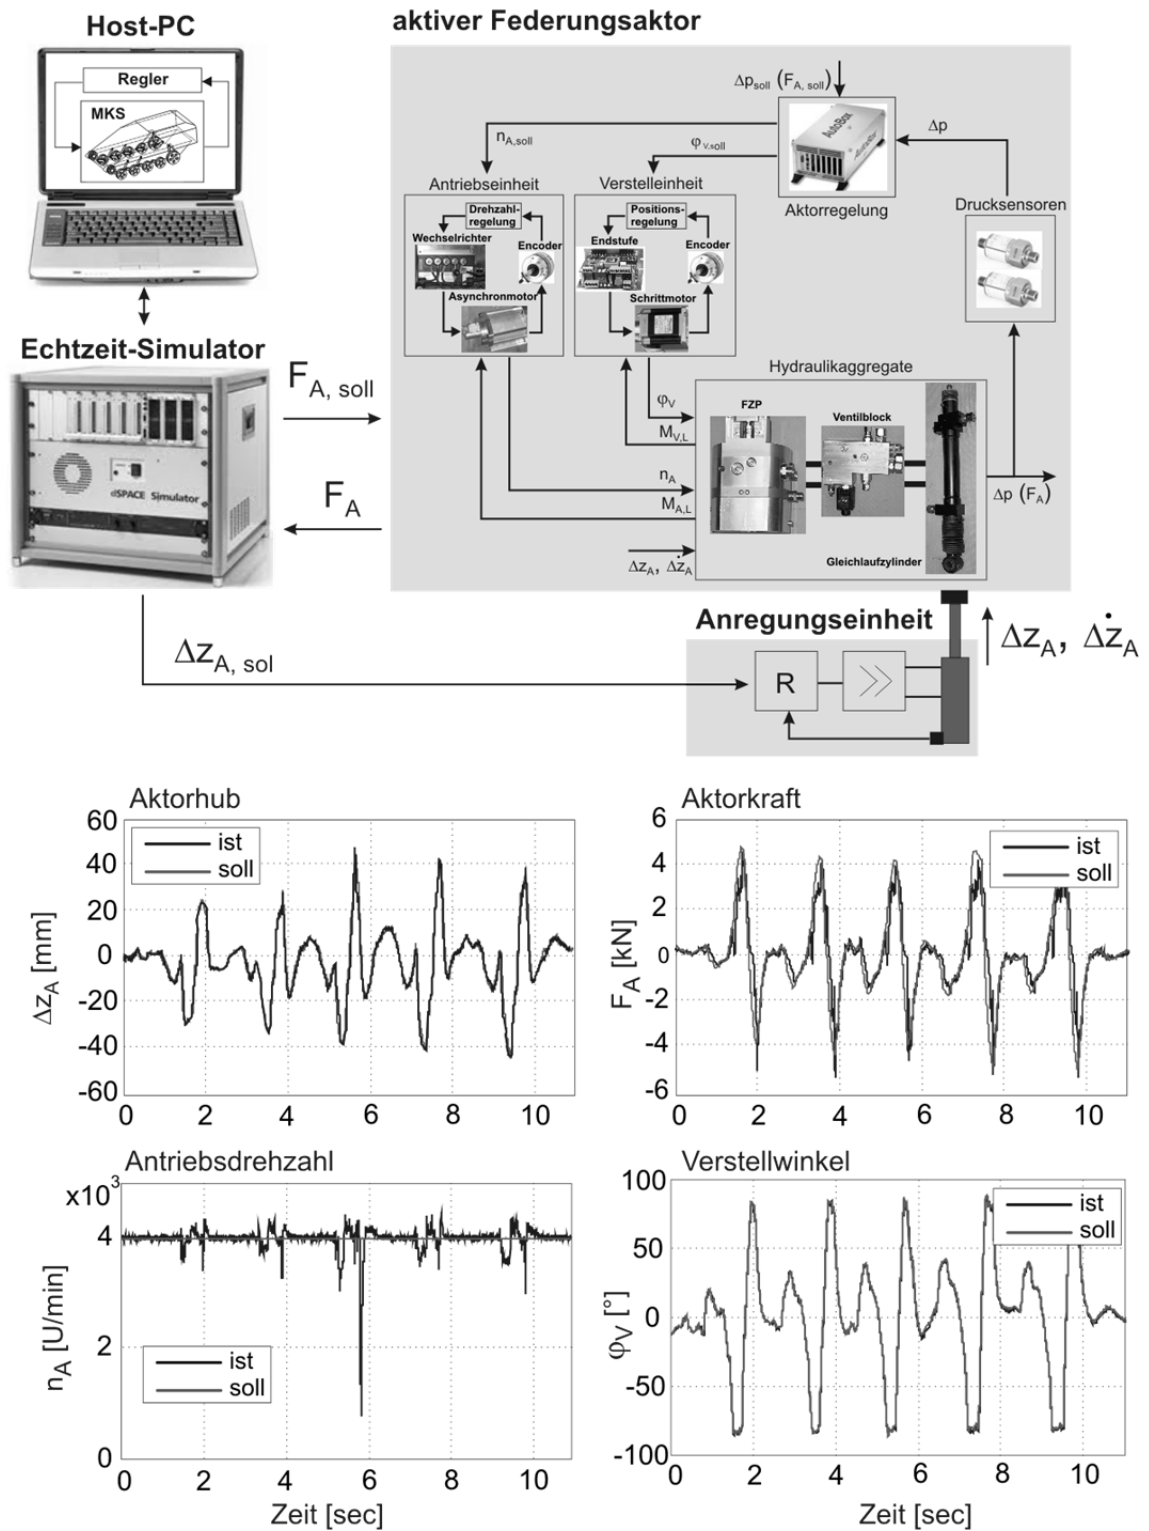 Host-PC
aktiver Federungsaktor
Regler
MKS
Δp_soll (F_A, soll)
n_A,soll
φ_V,soll
Δp
AutoBox
Aktorregelung
Antriebseinheit
Verstelleinheit
Drucksensoren
Drehzahl-
regelung
Wechselrichter
Encoder
Asynchronmotor
Positions-
regelung
Endstufe
Encoder
Schrittmotor
Echtzeit-Simulator
dSPACE Simulator
F_A, soll
F_A
Hydraulikaggregate
φ_V
M_V,L
n_A
M_A,L
Δz_A, Δż_A
FZP
Ventilblock
Gleichlaufzylinder
Δp (F_A)
Anregungseinheit
Δz_A, Δż_A
Δz_A, sol
R
Aktorhub
60
40
20
0
-20
-40
-60
Δz_A [mm]
ist
soll
0 2 4 6 8 10
Aktorkraft
6
4
2
0
-2
-4
-6
F_A [kN]
ist
soll
0 2 4 6 8 10
Antriebsdrehzahl
x10³
4
2
0
n_A [U/min]
ist
soll
0 2 4 6 8 10
Zeit [sec]
Verstellwinkel
100
50
0
-50
-100
φ_V [°]
ist
soll
0 2 4 6 8 10
Zeit [sec]